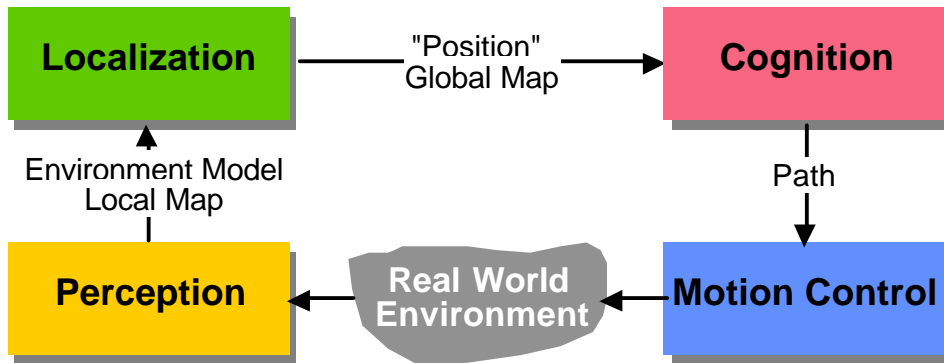 Localization
"Position"
Global Map
Cognition
Environment Model
Local Map
Path
Perception
Real World
Environment
Motion Control